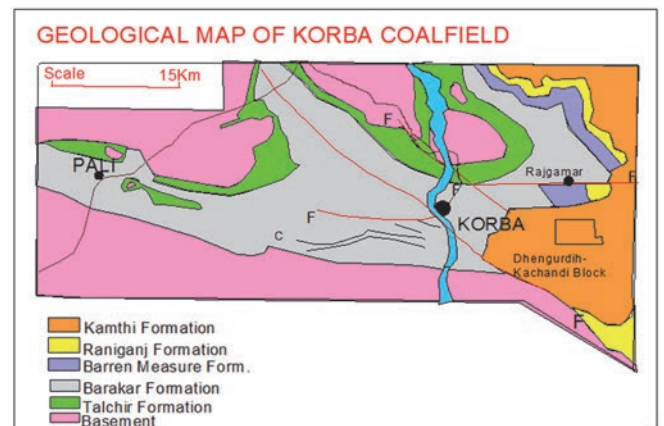 GEOLOGICAL MAP OF KORBA COALFIELD
Scale 15Km
F
PALI
Rajgamar
F
F
F
KORBA
C
Dhengurdih-
Kachandi Block
F
Kamthi Formation
Raniganj Formation
Barren Measure Form.
Barakar Formation
Talchir Formation
Basement